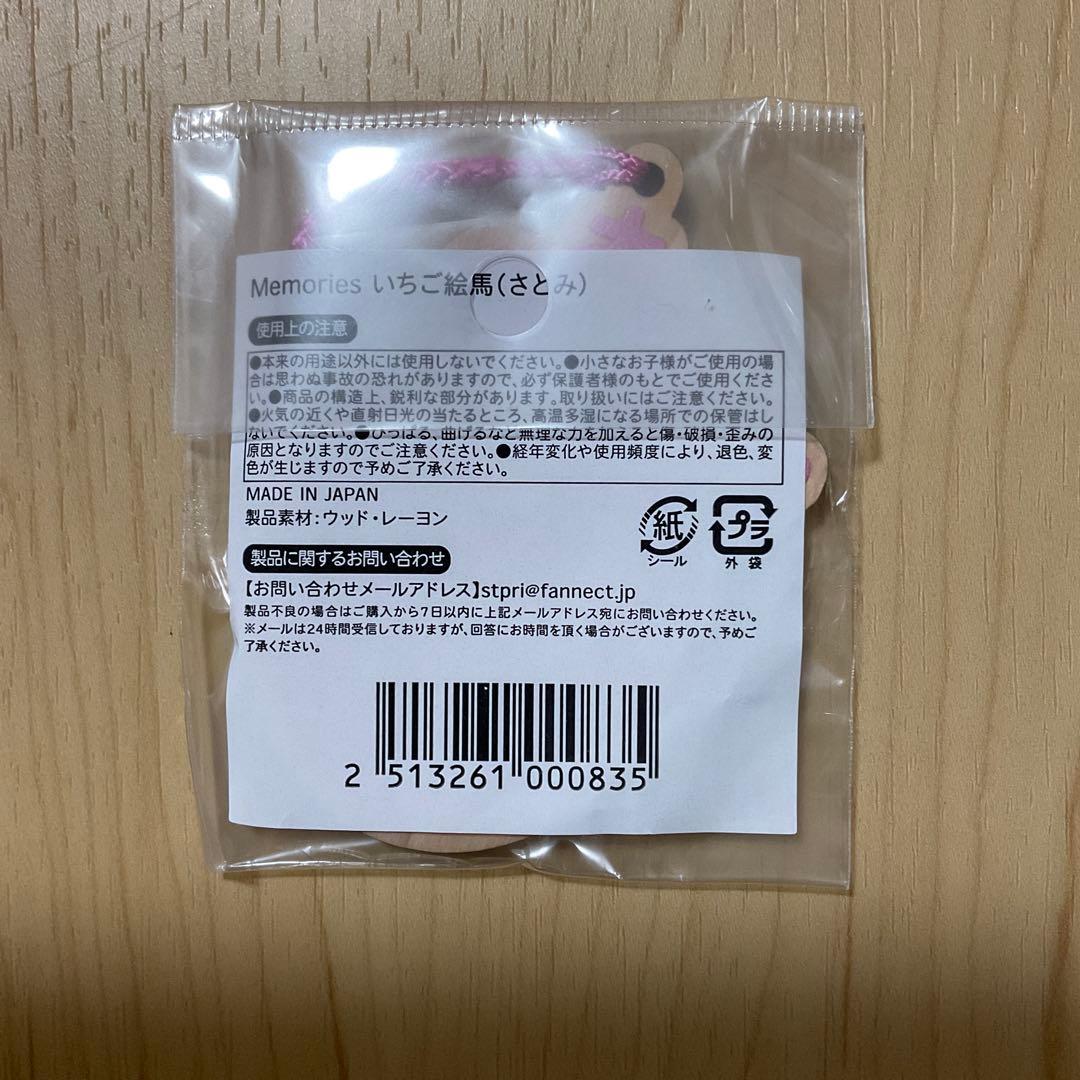 Memories いちご絵馬(さとみ)
使用上の注意
●本来の用途以外には使用しないでください。●小さなお子様がご使用の場
合は思わぬ事故の恐れがありますので、必ず保護者様のもとでご使用くださ
い。●商品の構造上、鋭利な部分があります。取り扱いにはご注意ください。
●火気の近くや直射日光の当たるところ、高温多湿になる場所での保管はし
ないでください。●ひっぱる、曲げるなど無理な力を加えると傷・破損・歪みの
原因となりますのでご注意ください。●経年変化や使用頻度により、退色、変
色が生じますので予めご了承ください。
MADE IN JAPAN
製品素材:ウッド・レーヨン
紙
シール
プラ
外袋
製品に関するお問い合わせ
【お問い合わせメールアドレス】stpri@fannect.jp
製品不良の場合はご購入から7日以内に上記メールアドレス宛にお問い合わせください。
※メールは24時間受信しておりますが、回答にお時間を頂く場合がございますので、予めご
了承ください。
2 513261 000835